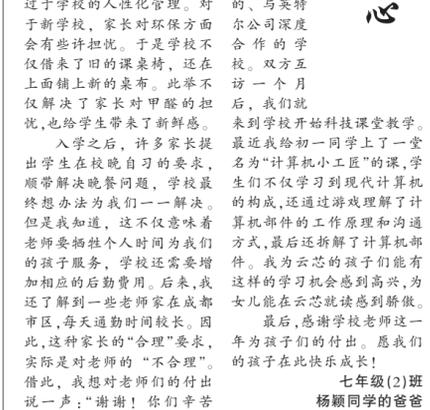 过于学校的人性化管理。对
于新学校，家长对环保方面
会有些许担忧。于是学校不
仅借来了旧的课桌椅，还在
上面铺上新的桌布。此举不
仅解决了家长对甲醛的担
忧,也给学生带来了新鲜感。
入学之后，许多家长提
出学生在校晚自习的要求，
顺带解决晚餐问题，学校最
终想办法为我们一一解决。
但是我知道，这不仅意味着
老师要牺牲个人时间为我们
的孩子服务，学校还需要增
加相应的后勤费用。后来,我
还了解到一些老师家在成都
市区,每天通勤时间较长。因
此,这种家长的“合理”要求，
实际是对老师的“不合理”。
借此，我想对老师们的付出
说一声：“谢谢！你们辛苦
的、与英特
尔公司深度
合作的学
校。双方互
访一个月
后，我们就
来到学校开始科技课堂教学。
最近我给初一同学上了一堂
名为“计算机小工匠”的课,学
生们不仅学习到现代计算机
的构成,还通过游戏理解了计
算机部件的工作原理和沟通
方式,最后还拆解了计算机部
件。我为云芯的孩子们能有
这样的学习机会感到高兴,为
女儿能在云芯就读感到骄傲。
最后,感谢学校老师这一
年为孩子们的付出。愿我们
的孩子在此快乐成长！
七年级(2)班
杨颖同学的爸爸
心